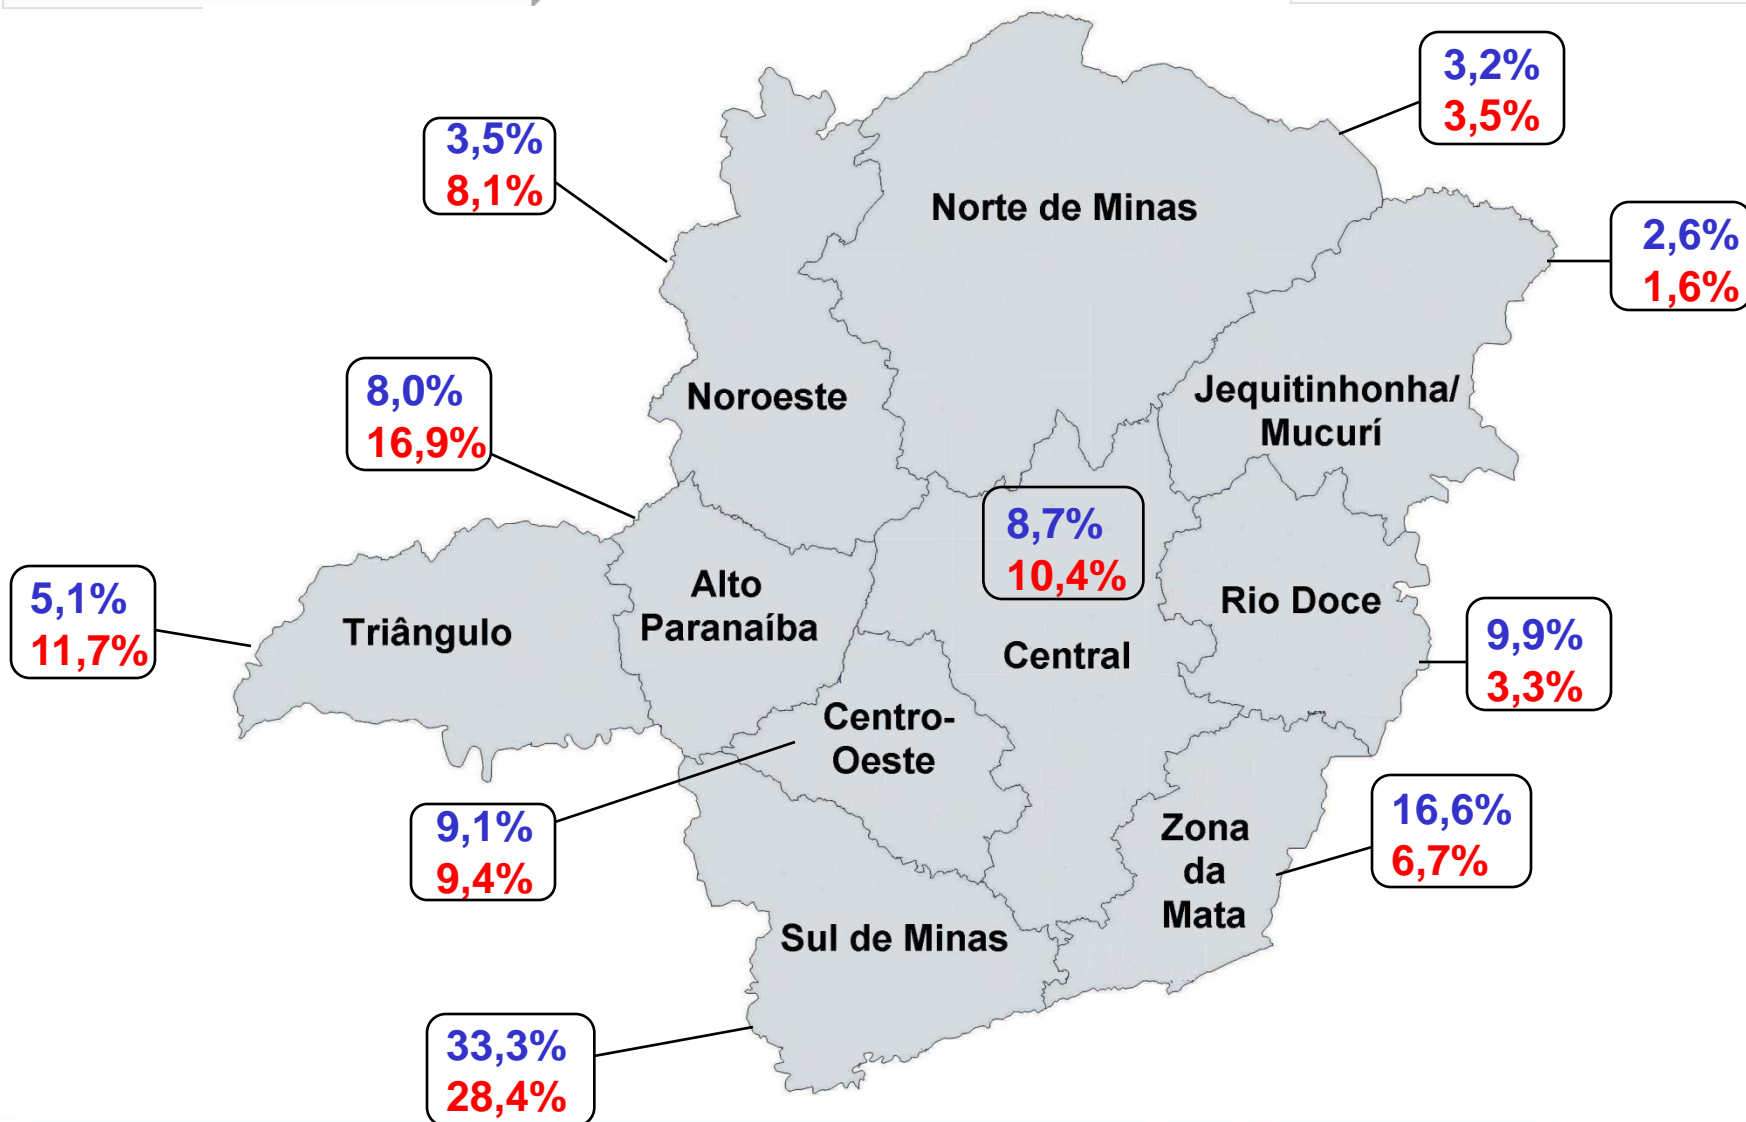 3,2%
3,5%
3,5%
8,1%
Norte de Minas
2,6%
1,6%
8,0%
16,9%
Noroeste
Jequitinhonha/
Mucurí
8,7%
10,4%
5,1%
11,7%
Triângulo
Alto
Paranaíba
Central
Rio Doce
9,9%
3,3%
Centro-
Oeste
9,1%
9,4%
Zona
da
Mata
16,6%
6,7%
Sul de Minas
33,3%
28,4%